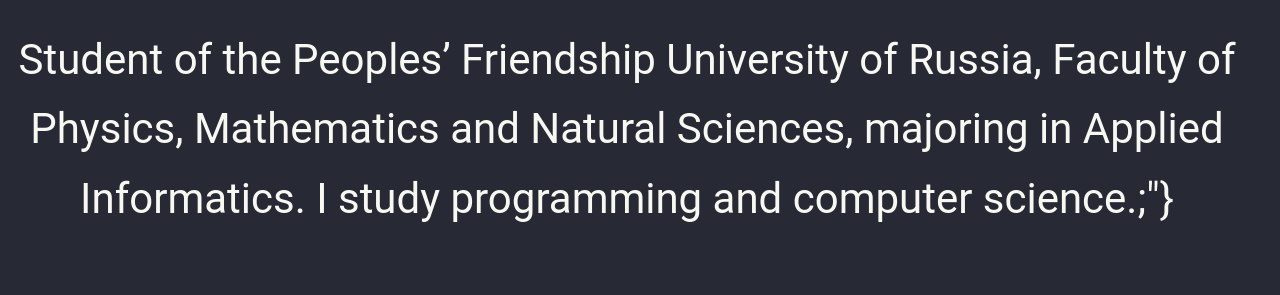 Student of the Peoples’ Friendship University of Russia, Faculty of
Physics, Mathematics and Natural Sciences, majoring in Applied
Informatics. I study programming and computer science.;"}